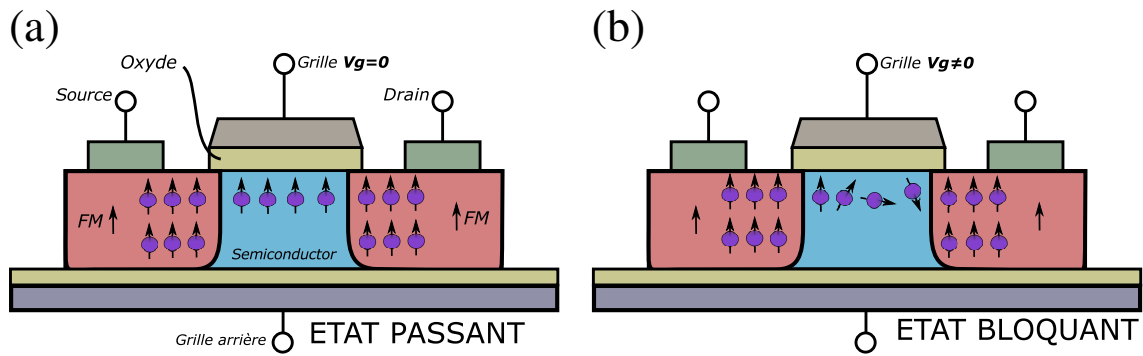 (a)
Oxyde
Grille Vg=0
Source
Drain
FM
FM
Semiconductor
Grille arrière
ETAT PASSANT
(b)
Grille Vg≠0
ETAT BLOQUANT